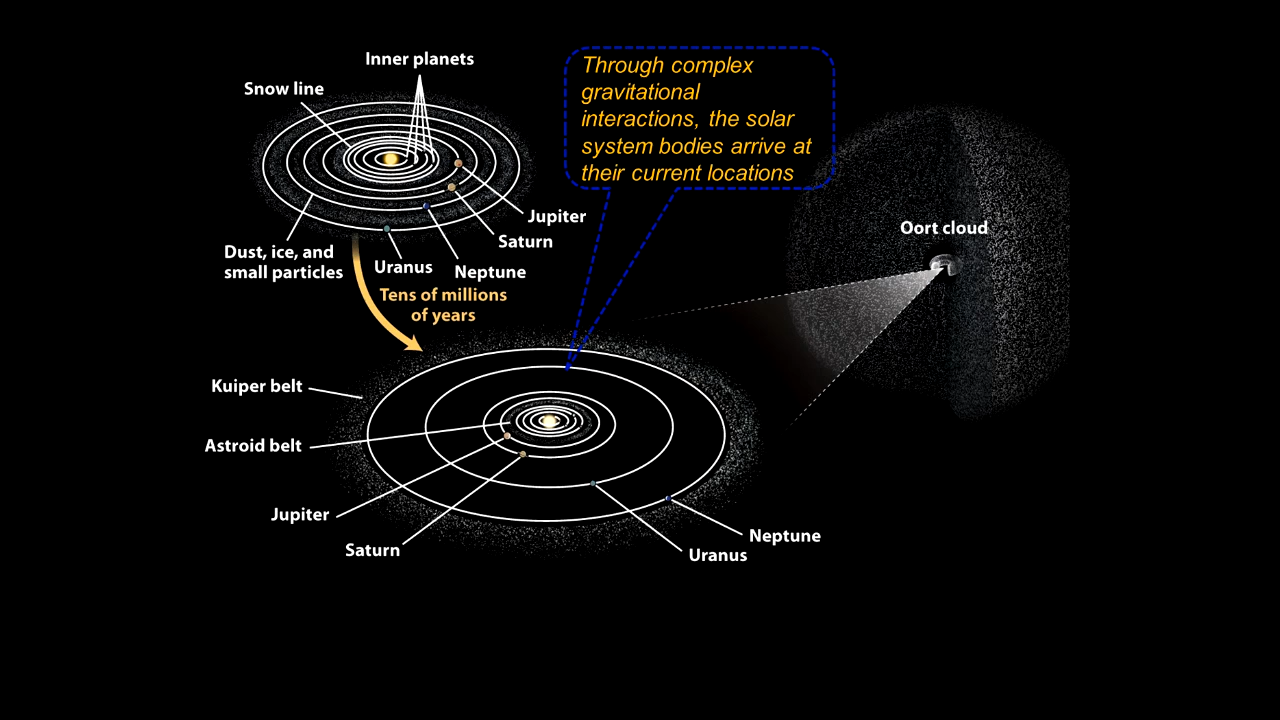 Inner planets
Snow line
Through complex
gravitational
interactions, the solar
system bodies arrive at
their current locations
Oort cloud
Jupiter
Saturn
Dust, ice, and
small particles
Uranus
Neptune
Tens of millions
of years
Kuiper belt
Astroid belt
Jupiter
Saturn
Neptune
Uranus